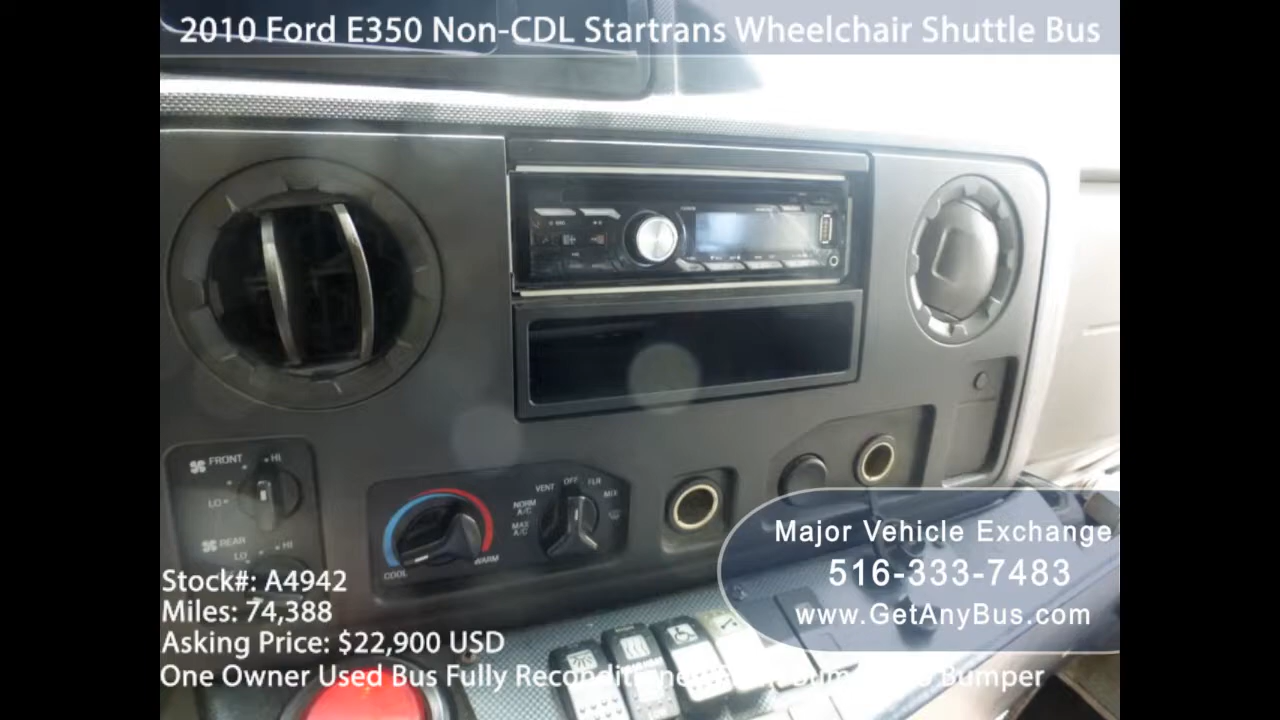 2010 Ford E350 Non-CDL Startrans Wheelchair Shuttle Bus
FRONT
HI
LO
REAR
LO
HI
COOL
WARM
MAX A/C
NORM A/C
VENT
OFF
FLR
MIX
Major Vehicle Exchange
516-333-7483
www.GetAnyBus.com
Stock#: A4942
Miles: 74,388
Asking Price: $22,900 USD
One Owner Used Bus Fully Reconditioned Bumper